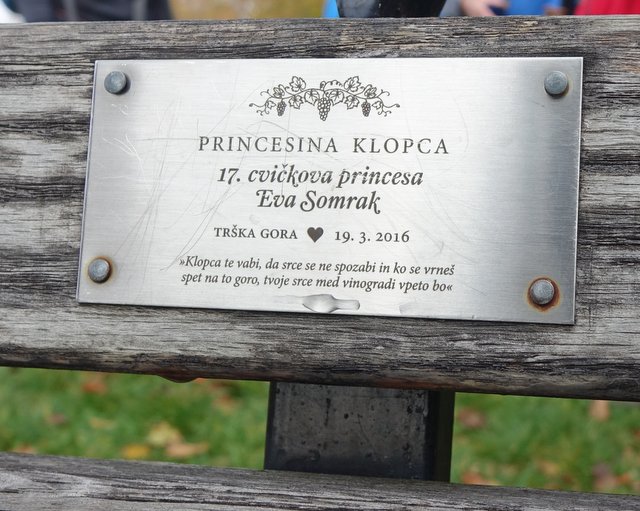 PRINCESINA KLOPCA
17. cvičkova princesa
Eva Somrak
TRŠKA GORA ♥ 19. 3. 2016
»Klopca te vabi, da srce se ne spozabi in ko se vrneš
spet na to goro, tvoje srce med vinogradi vpeto bo«